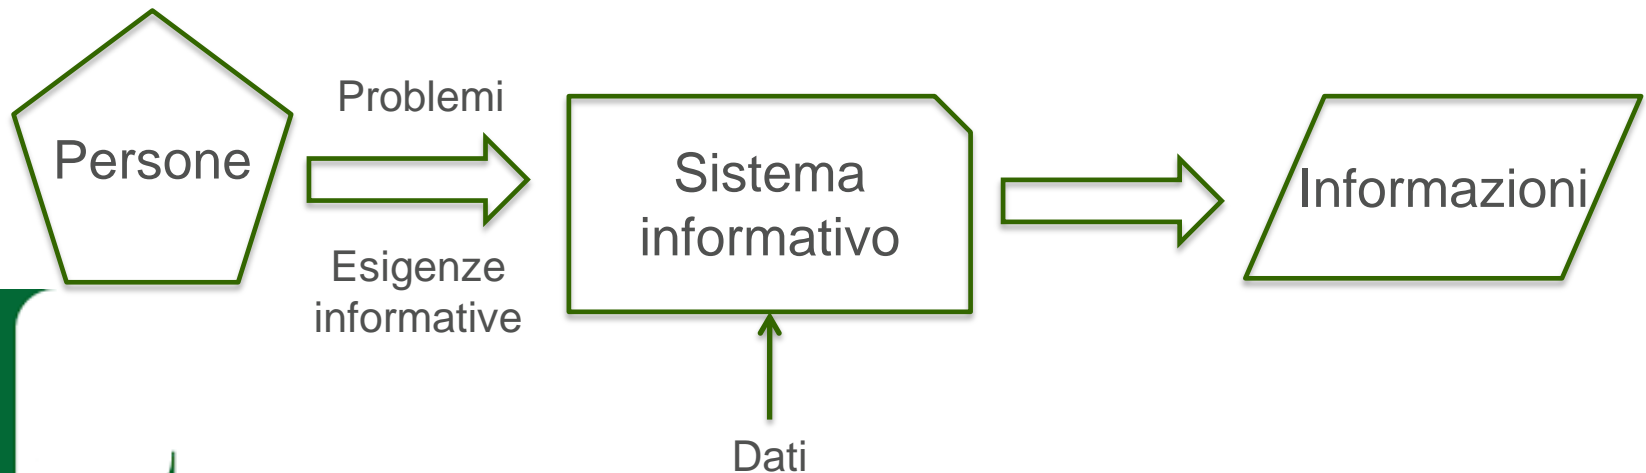 Persone
Problemi
Esigenze
informative
Sistema
informativo
Dati
Informazioni